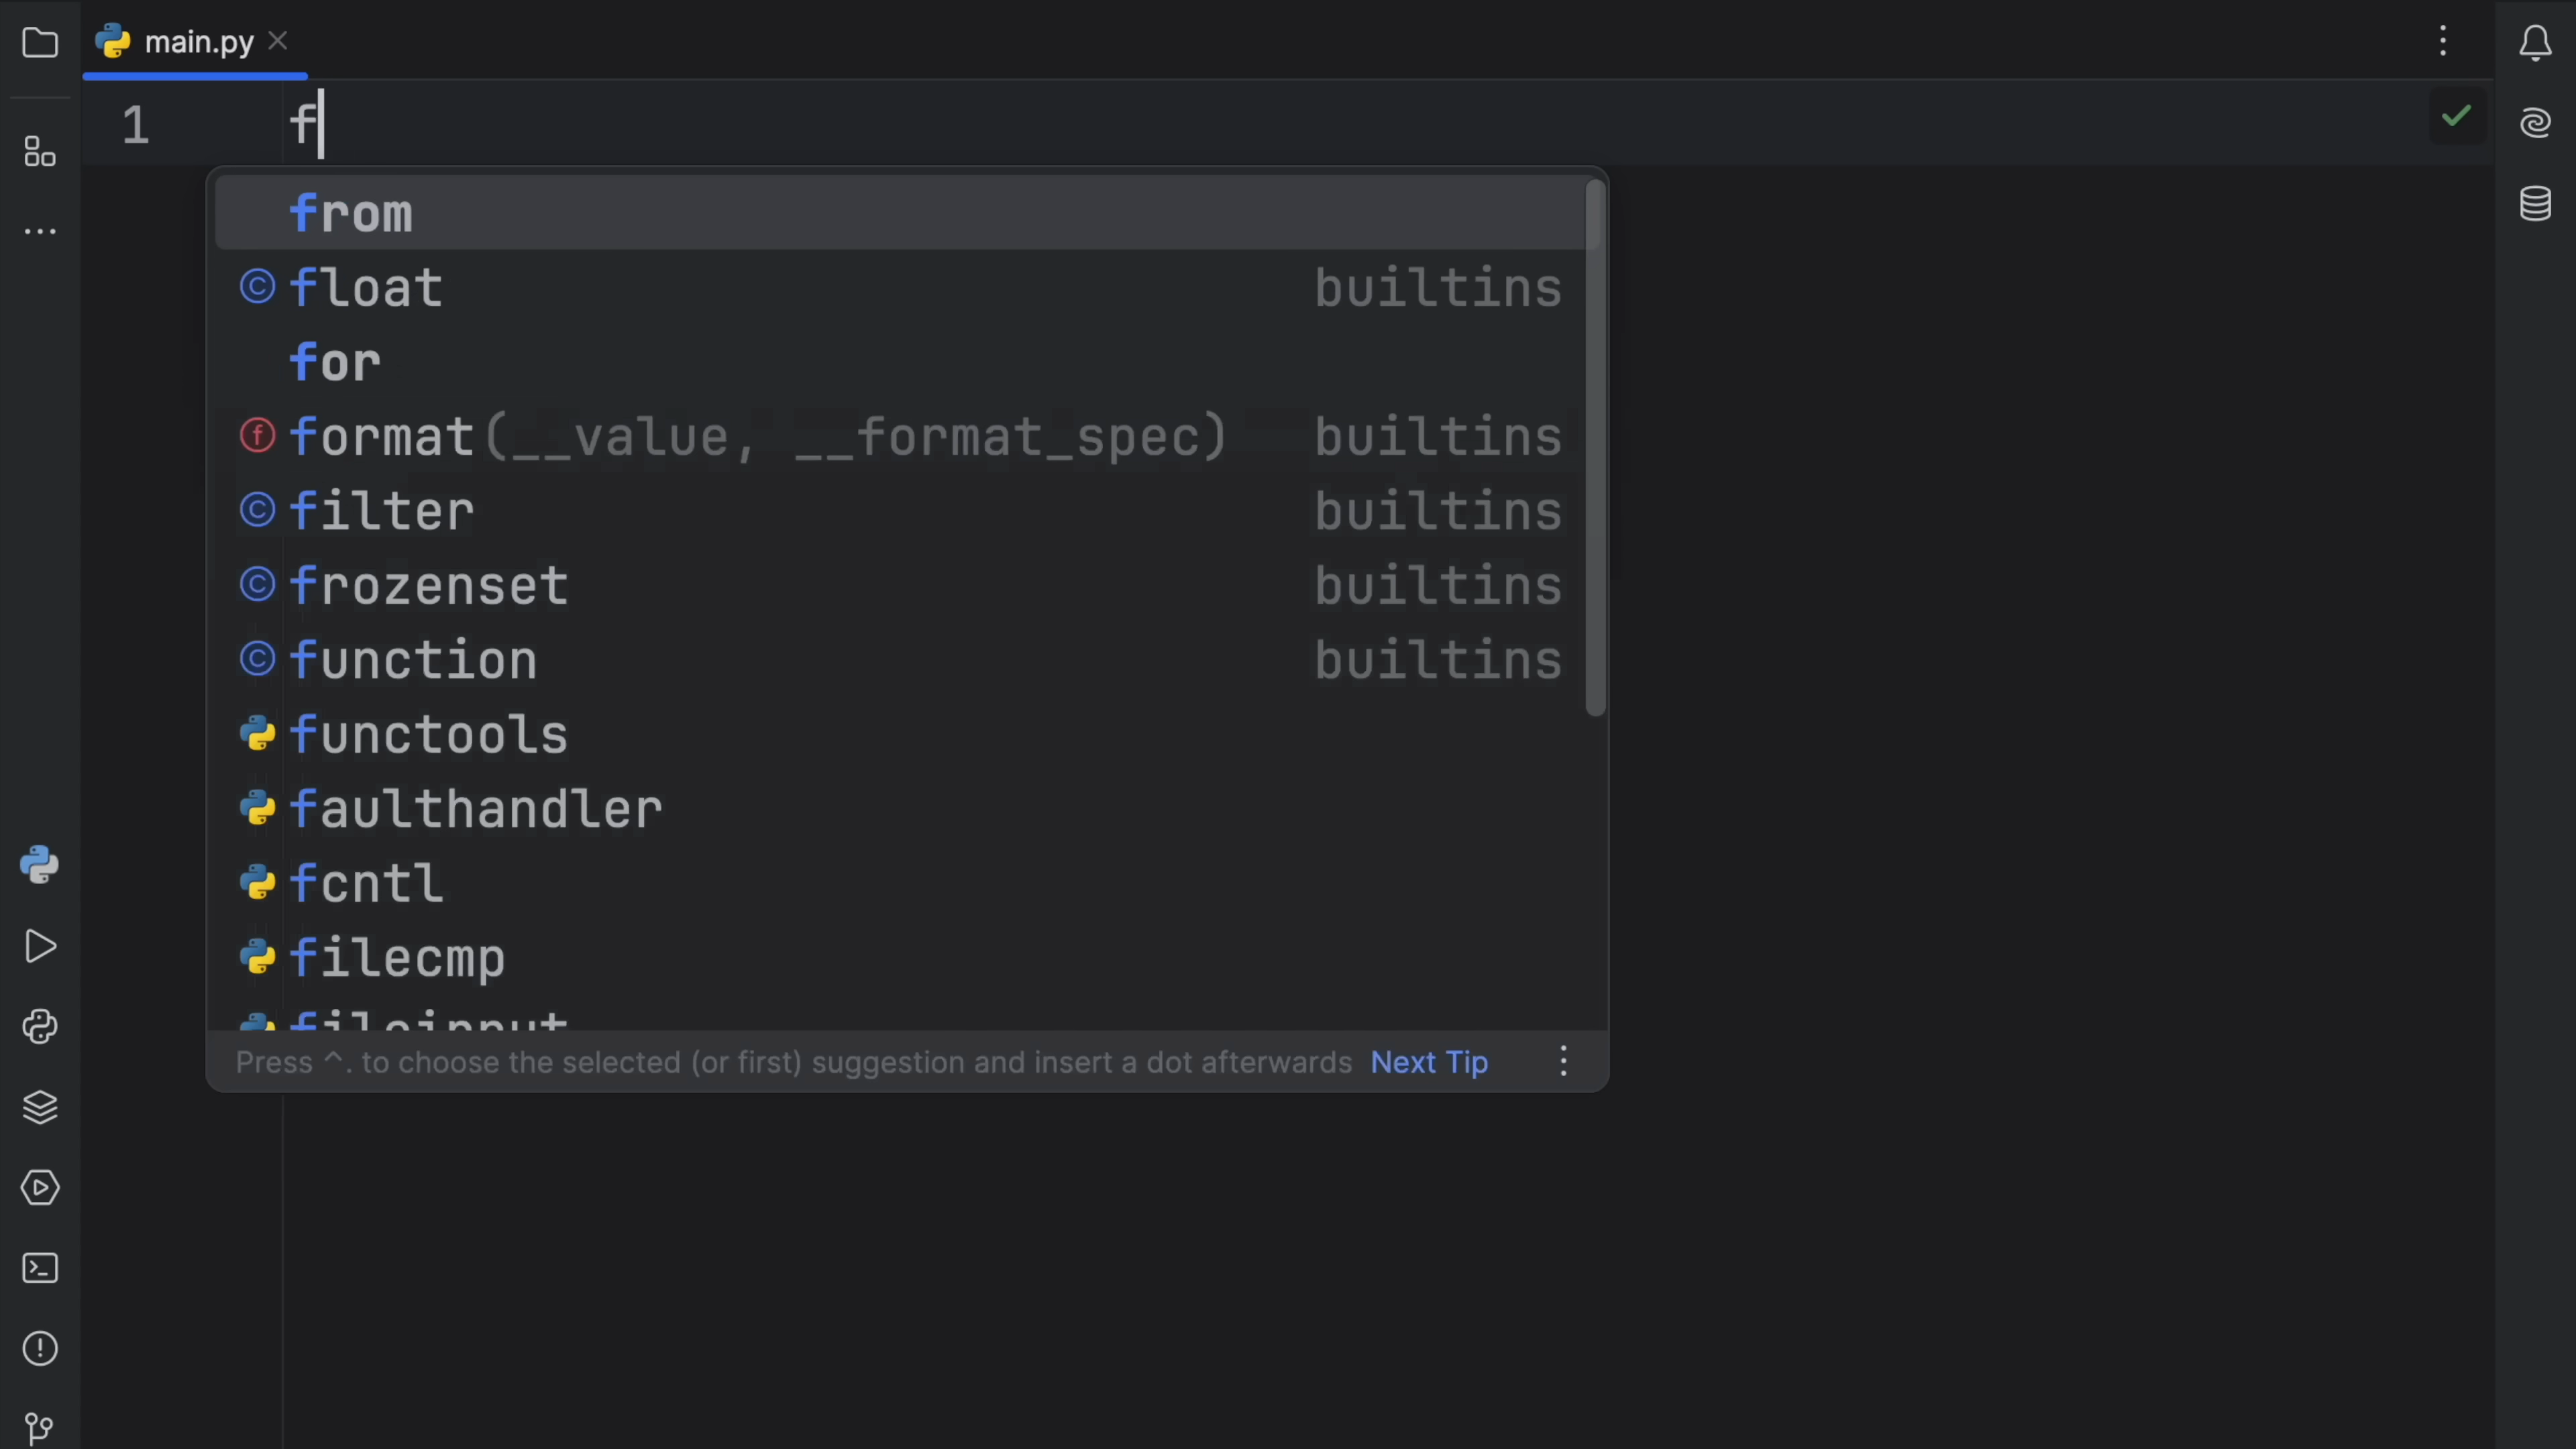 main.py
1 f
from
float builtins
for
format(__value, __format_spec) builtins
filter builtins
frozenset builtins
function builtins
functools
faulthandler
fcntl
filecmp
fileinput
Press ^. to choose the selected (or first) suggestion and insert a dot afterwards Next Tip